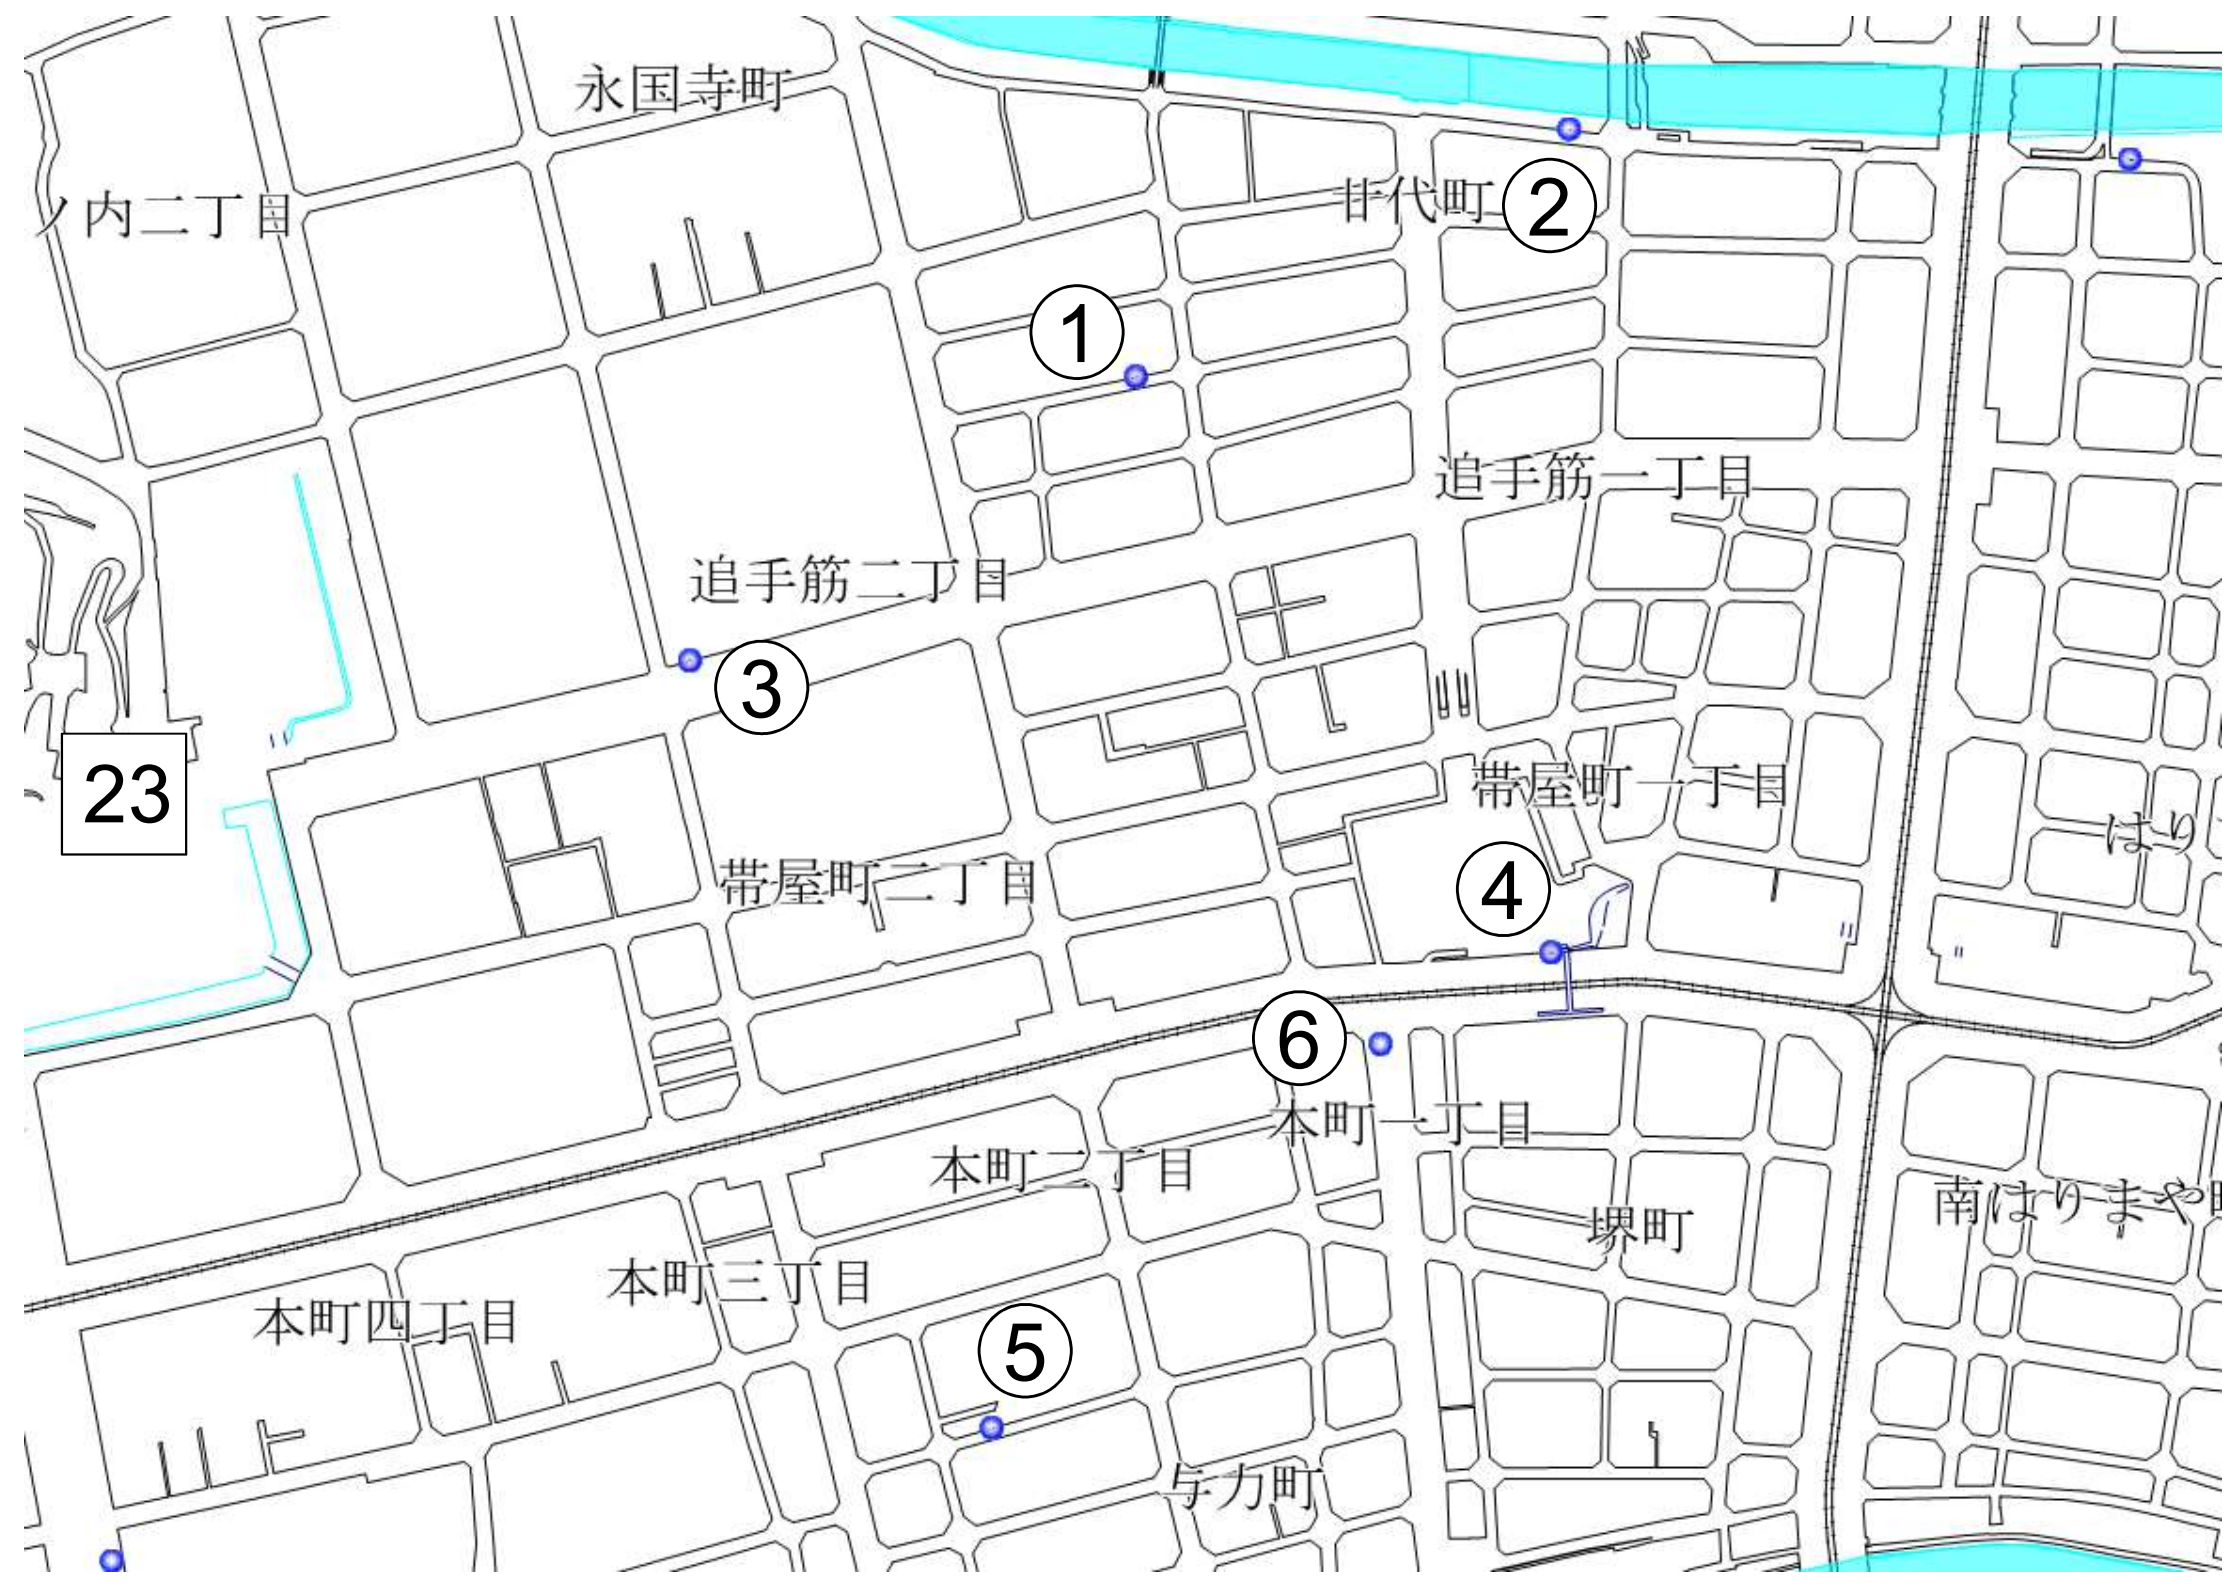 永国寺町
ノ内二丁目
廿代町
②
①
追手筋一丁目
追手筋二丁目
③
23
帯屋町一丁目
はり
帯屋町二丁目
④
⑥
本町一丁目
本町二丁目
南はりまや町
堺町
本町三丁目
本町四丁目
⑤
与力町